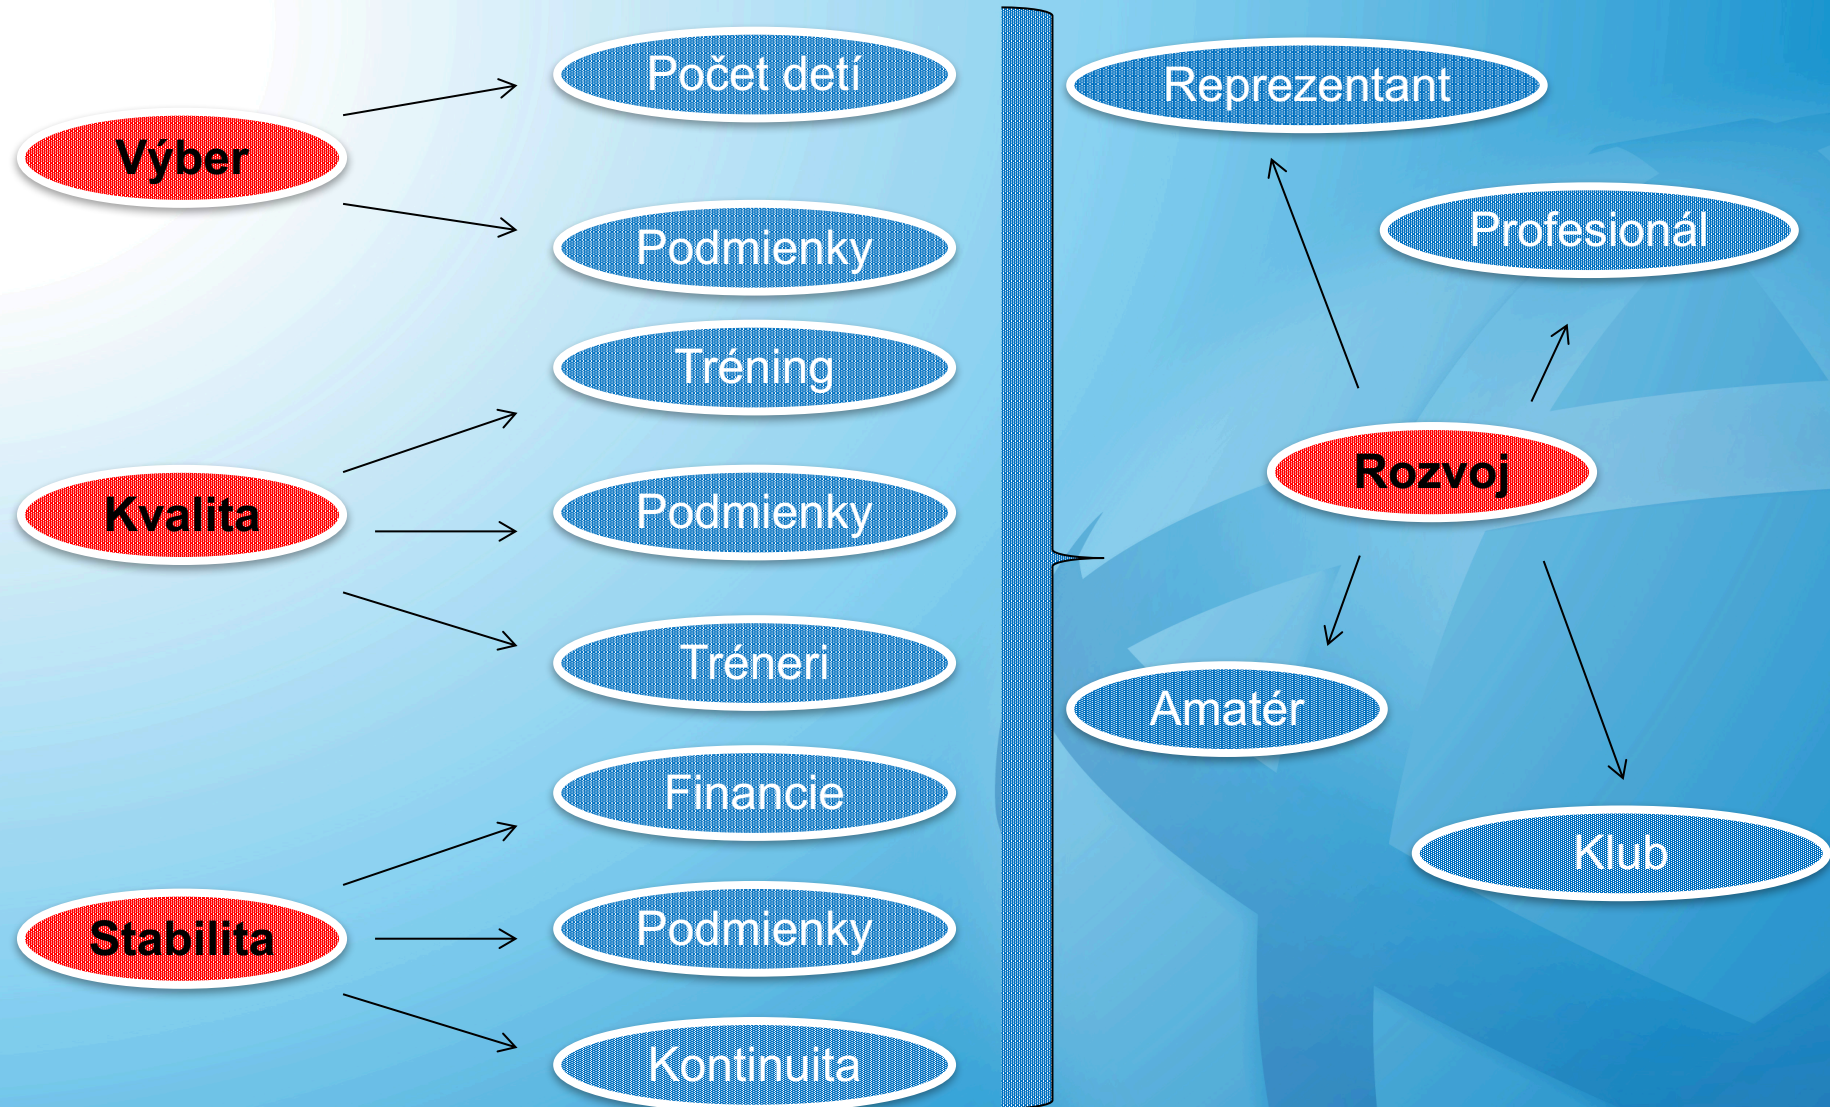 Výber
Počet detí
Podmienky
Kvalita
Tréning
Podmienky
Tréneri
Stabilita
Financie
Podmienky
Kontinuita
Reprezentant
Profesionál
Rozvoj
Amatér
Klub